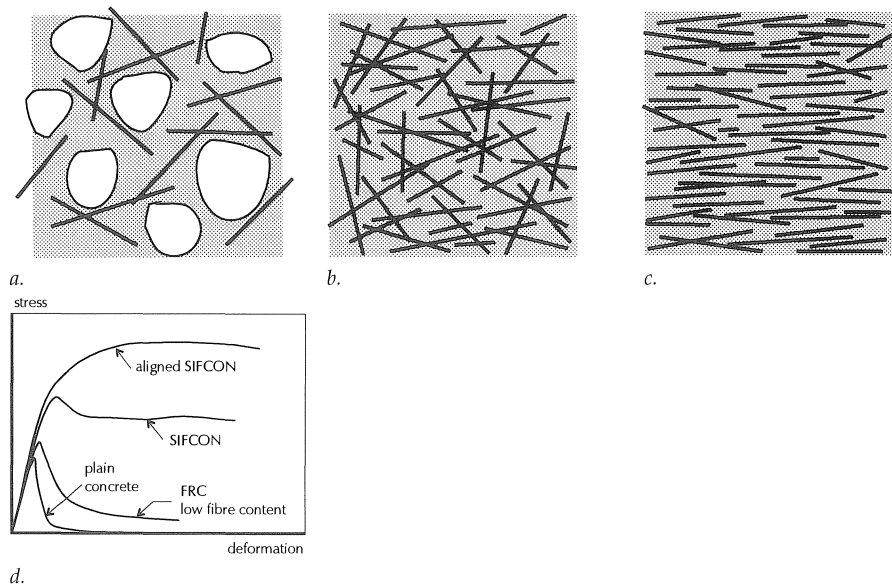 a.
b.
c.
stress
aligned SIFCON
SIFCON
plain
concrete
FRC
low fibre content
deformation
d.